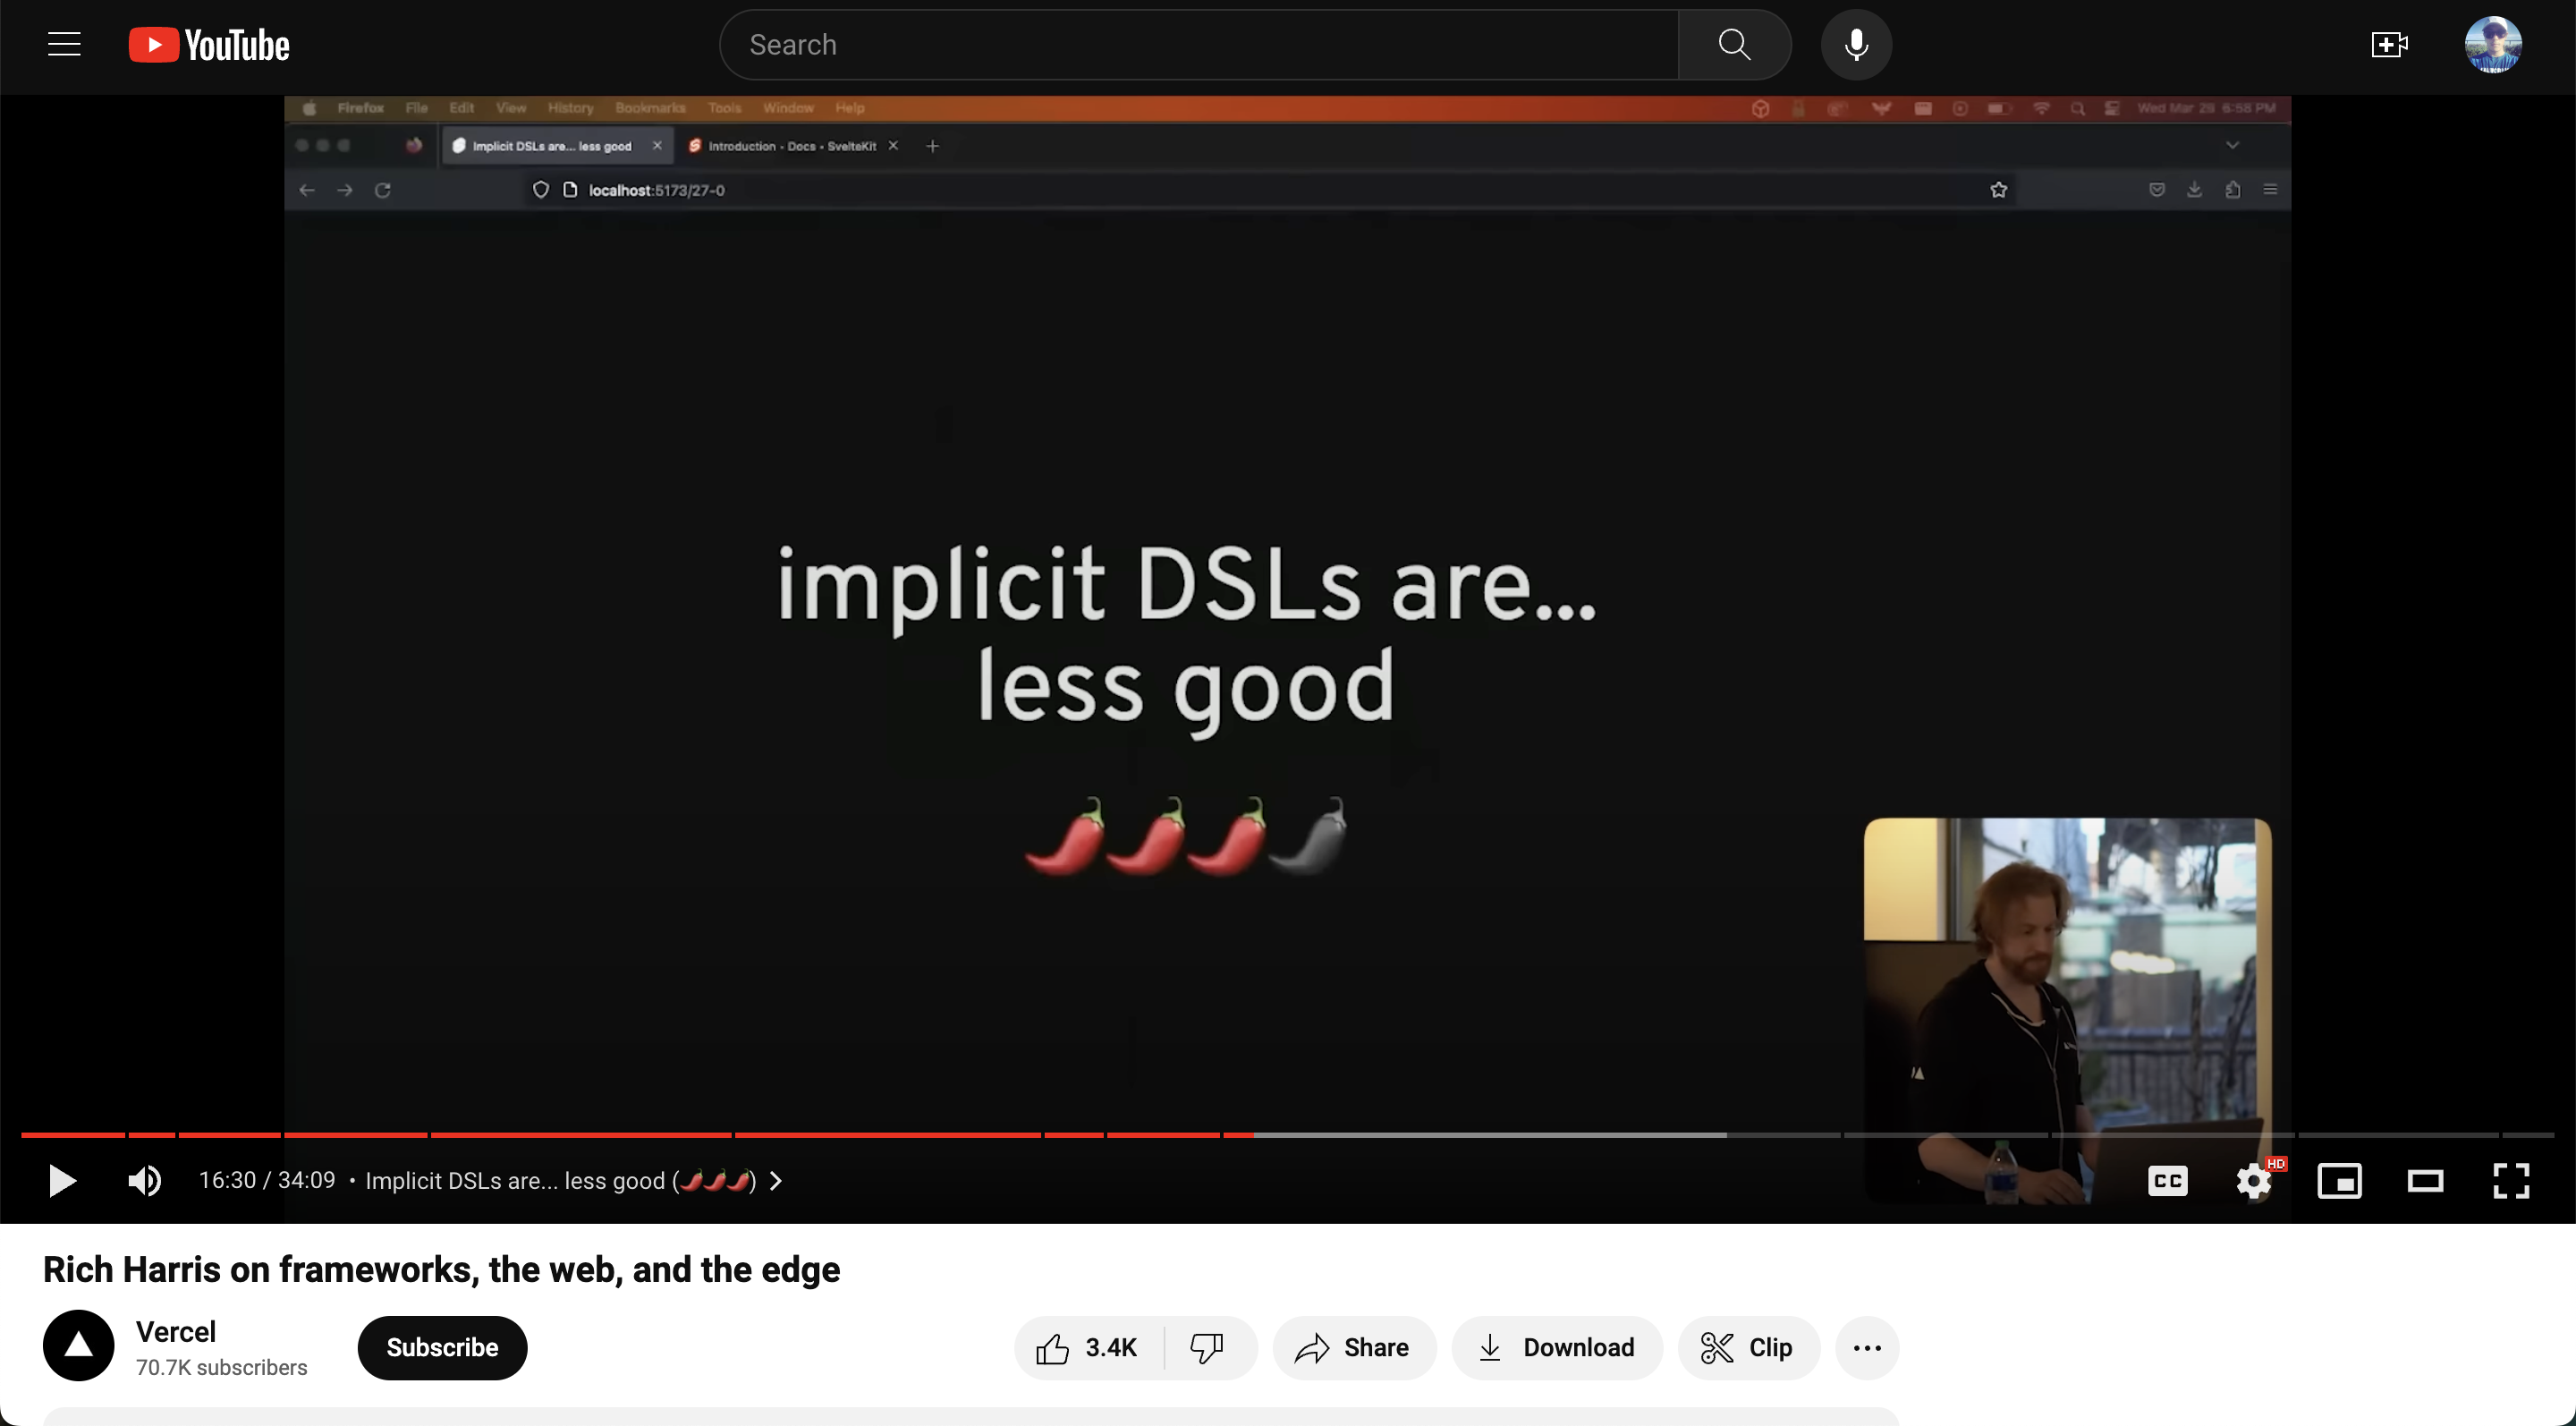 YouTube
Search
Firefox File Edit View History Bookmarks Tools Window Help
Wed Mar 29 6:58 PM
Implicit DSLs are... less good
Introduction • Docs • SvelteKit
localhost:5173/27-0
implicit DSLs are...
less good
16:30 / 34:09 • Implicit DSLs are... less good (🌶️🌶️🌶️)
CC
HD
Rich Harris on frameworks, the web, and the edge
Vercel
70.7K subscribers
Subscribe
3.4K
Share
Download
Clip